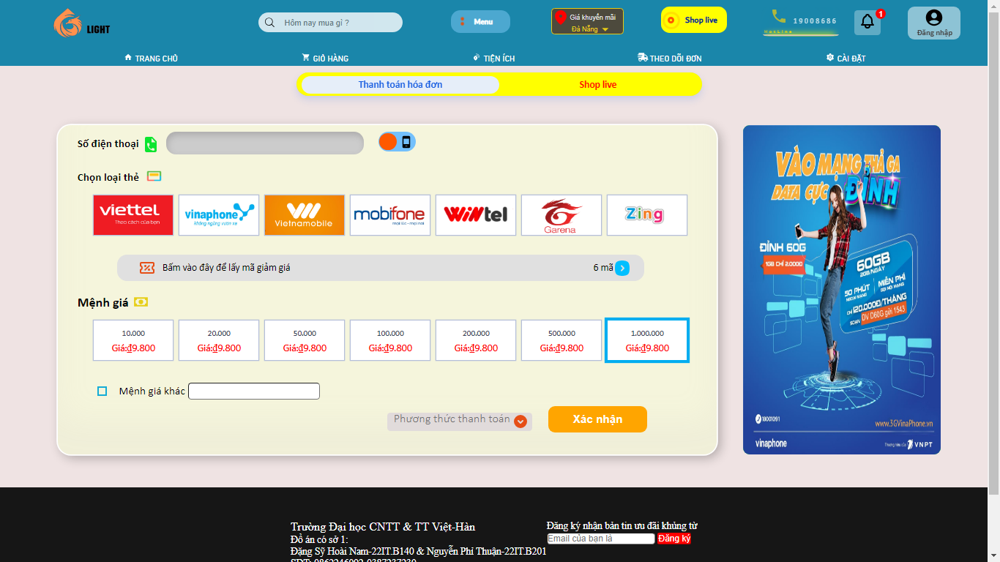 LIGHT
Hôm nay mua gì ?
Menu
Giá khuyến mãi
Đà Nẵng
Shop live
19008686
HotLine
1
Đăng nhập
TRANG CHỦ
GIỎ HÀNG
TIỆN ÍCH
THEO DÕI ĐƠN
CÀI ĐẶT
Thanh toán hóa đơn
Shop live
Số điện thoại
Chọn loại thẻ
viettel
Theo cách của bạn
vinaphone
không ngừng vươn xa
Vietnamobile
mobifone
mọi lúc - mọi nơi
Wintel
Garena
Zing
Bấm vào đây để lấy mã giảm giá
6 mã
Mệnh giá
10.000
Giá:₫9.800
20.000
Giá:₫9.800
50.000
Giá:₫9.800
100.000
Giá:₫9.800
200.000
Giá:₫9.800
500.000
Giá:₫9.800
1.000.000
Giá:₫9.800
Mệnh giá khác
Phương thức thanh toán
Xác nhận
VÀO MẠNG THẢ GA
DATA CỰC ĐỈNH
ĐỈNH 60G
1GB CHỈ 2.000Đ
60GB
2GB/NGÀY
50 PHÚT
NGOẠI MẠNG
MIỄN PHÍ
GỌI NỘI MẠNG
CHỈ 120.000Đ/THÁNG
SOẠN DV D60G gửi 1543
18001091
www.3GVinaPhone.vn
vinaphone
Thương hiệu của VNPT
Trường Đại học CNTT & TT Việt-Hàn
Đồ án cơ sở 1:
Đặng Sỹ Hoài Nam-22IT.B140 & Nguyễn Phi Thuận-22IT.B201
Đăng ký nhận bản tin ưu đãi khủng từ
Email của bạn là
Đăng ký